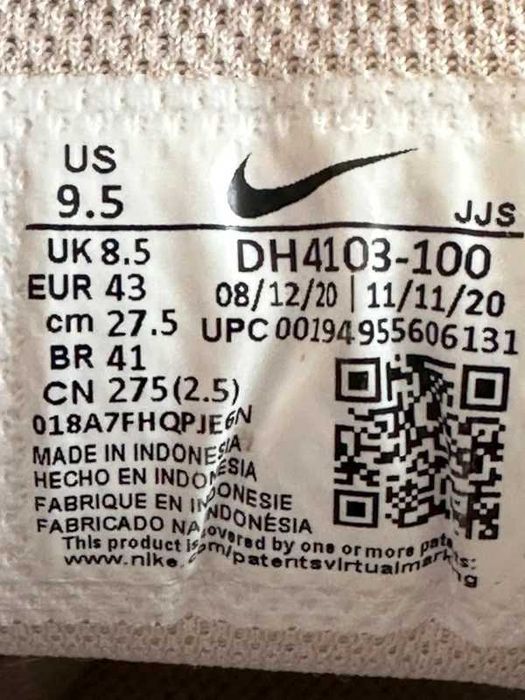 US
9.5
JJS
UK 8.5
EUR 43
cm 27.5
BR 41
CN 275(2.5)
DH4103-100
08/12/20 | 11/11/20
UPC 00194955606131
018A7FHQPJE6N
MADE IN INDONESIA
HECHO EN INDONESIA
FABRIQUE EN INDONESIE
FABRICADO NA INDONÉSIA
This product is covered by one or more
www.nike.com/patentsvirtualmarking